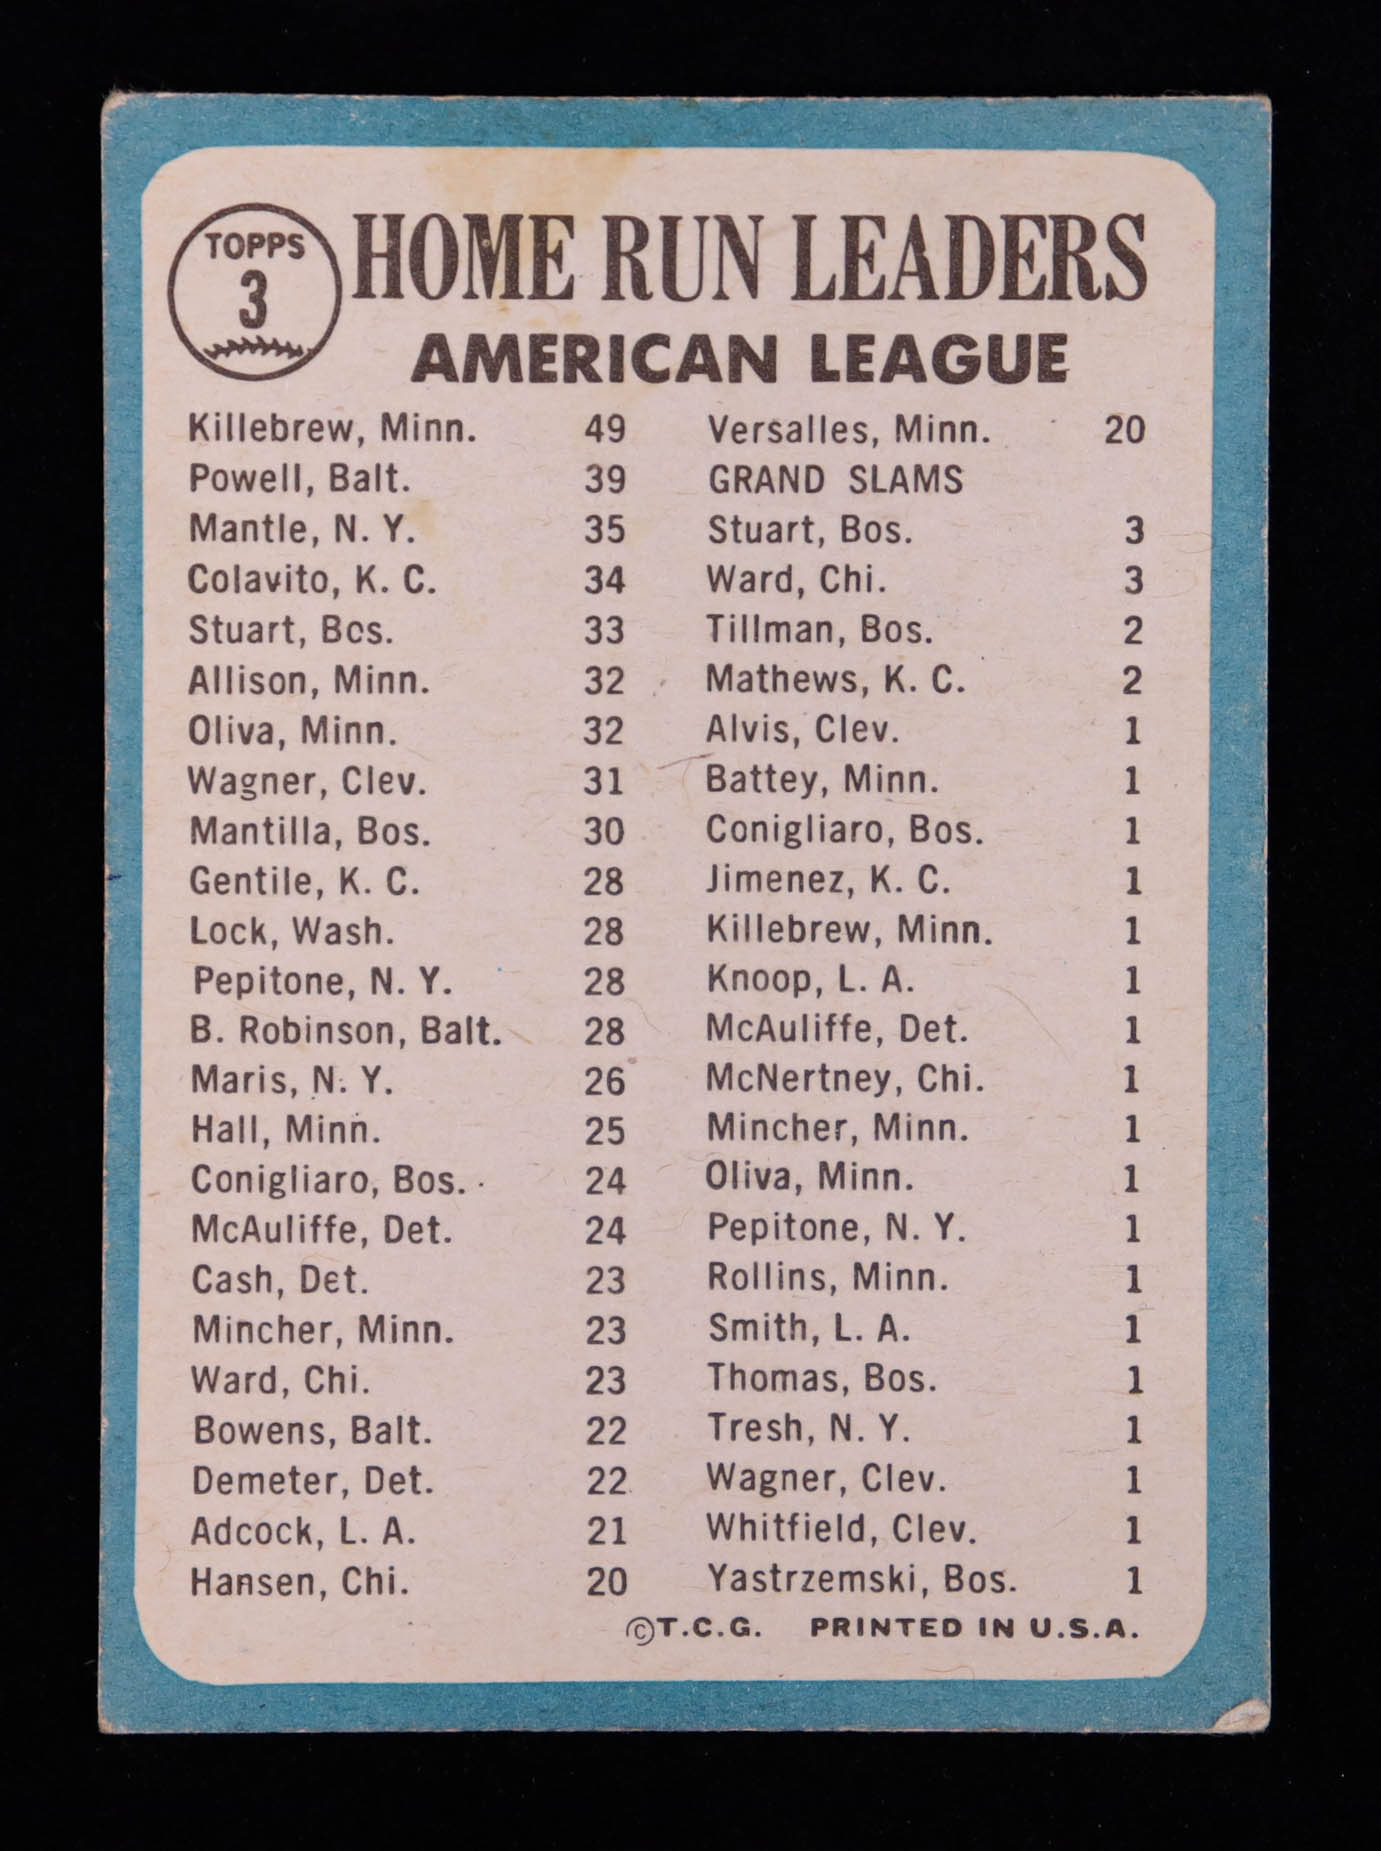 TOPPS
3
HOME RUN LEADERS
AMERICAN LEAGUE
Killebrew, Minn. 49
Powell, Balt. 39
Mantle, N. Y. 35
Colavito, K. C. 34
Stuart, Bos. 33
Allison, Minn. 32
Oliva, Minn. 32
Wagner, Clev. 31
Mantilla, Bos. 30
Gentile, K. C. 28
Lock, Wash. 28
Pepitone, N. Y. 28
B. Robinson, Balt. 28
Maris, N. Y. 26
Hall, Minn. 25
Conigliaro, Bos. 24
McAuliffe, Det. 24
Cash, Det. 23
Mincher, Minn. 23
Ward, Chi. 23
Bowens, Balt. 22
Demeter, Det. 22
Adcock, L. A. 21
Hansen, Chi. 20
Versalles, Minn. 20
GRAND SLAMS
Stuart, Bos. 3
Ward, Chi. 3
Tillman, Bos. 2
Mathews, K. C. 2
Alvis, Clev. 1
Battey, Minn. 1
Conigliaro, Bos. 1
Jimenez, K. C. 1
Killebrew, Minn. 1
Knoop, L. A. 1
McAuliffe, Det. 1
McNertney, Chi. 1
Mincher, Minn. 1
Oliva, Minn. 1
Pepitone, N. Y. 1
Rollins, Minn. 1
Smith, L. A. 1
Thomas, Bos. 1
Tresh, N. Y. 1
Wagner, Clev. 1
Whitfield, Clev. 1
Yastrzemski, Bos. 1
©T.C.G. PRINTED IN U.S.A.